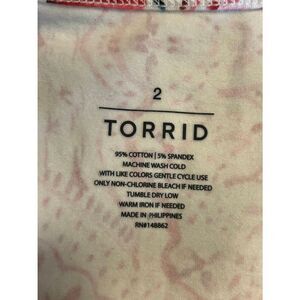 2
TORRID
95% COTTON | 5% SPANDEX
MACHINE WASH COLD
WITH LIKE COLORS GENTLE CYCLE USE
ONLY NON-CHLORINE BLEACH IF NEEDED
TUMBLE DRY LOW
WARM IRON IF NEEDED
MADE IN PHILIPPINES
RN#148862